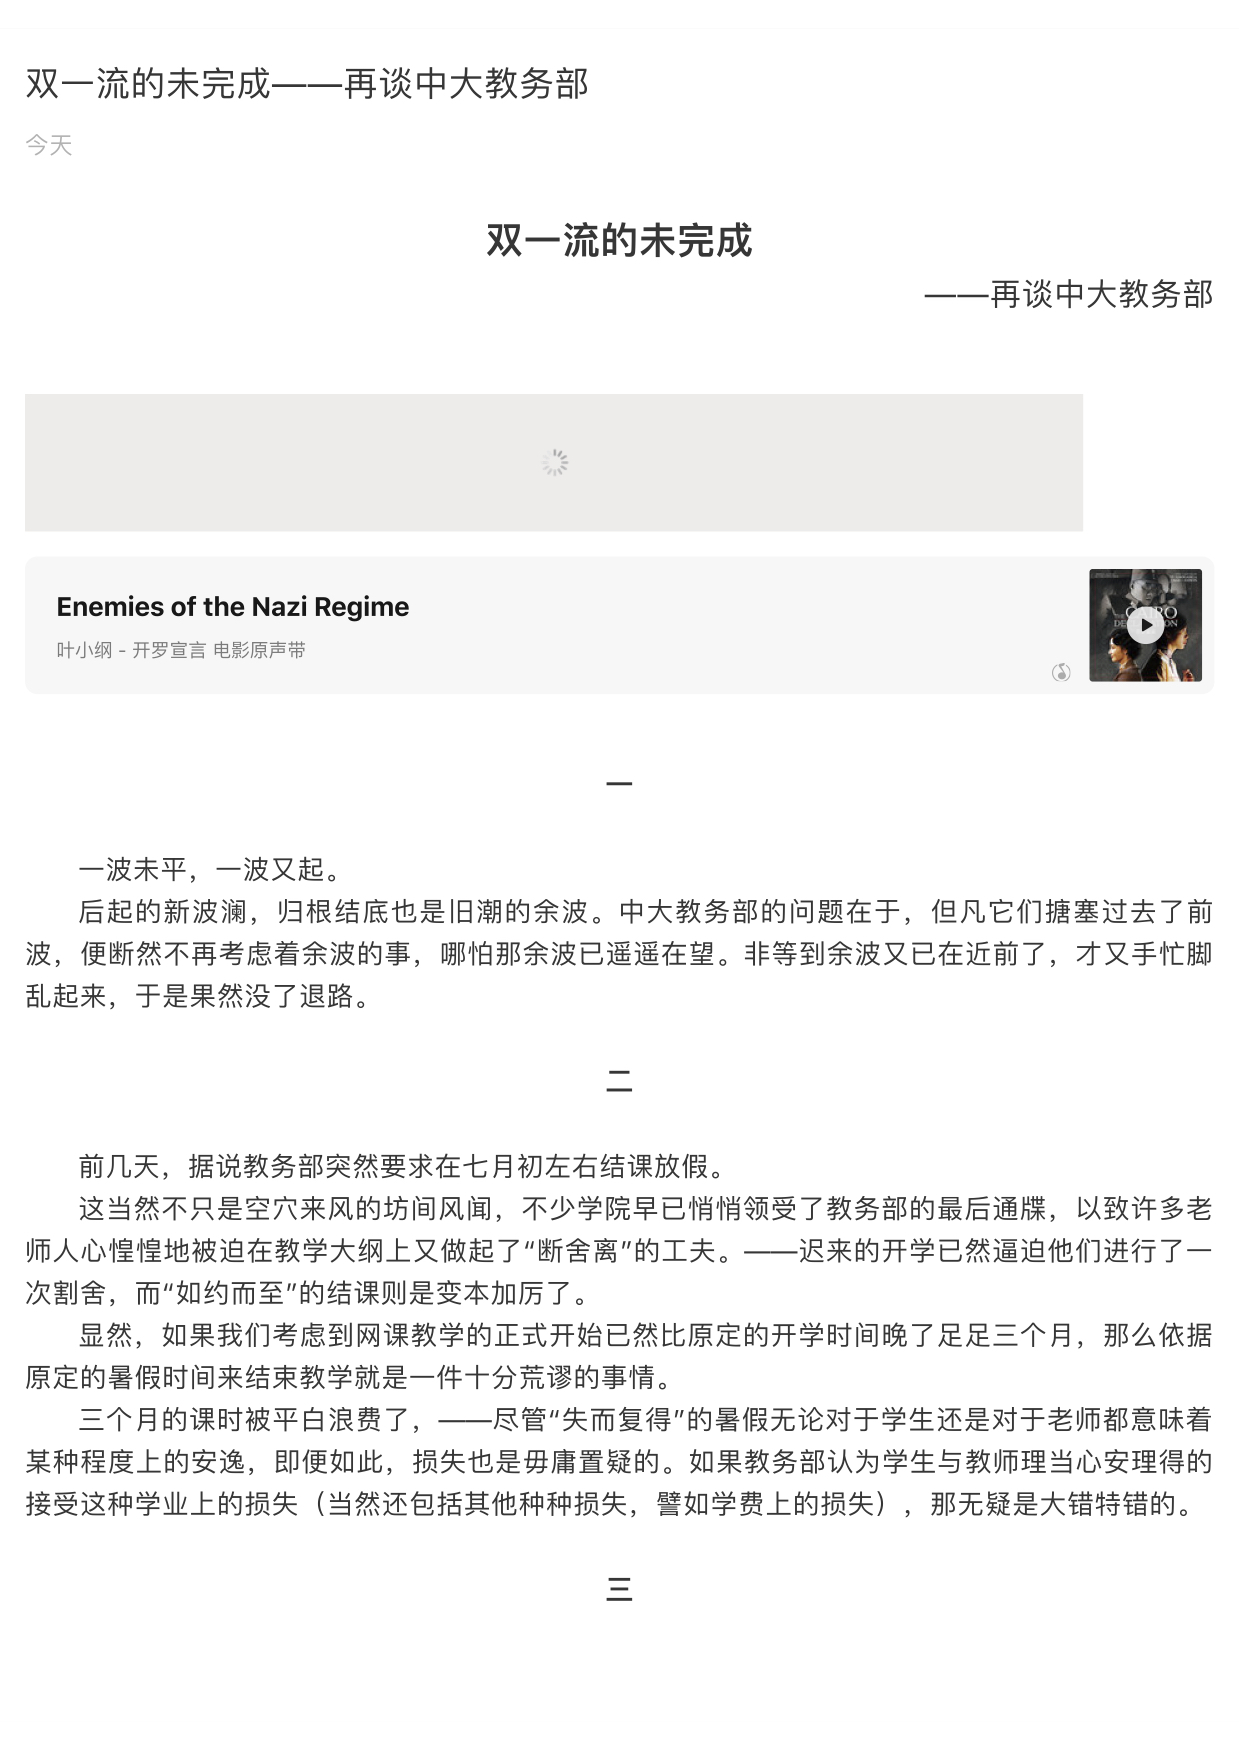 双一流的未完成——再谈中大教务部
今天
双一流的未完成
——再谈中大教务部
Enemies of the Nazi Regime
叶小纲 - 开罗宣言 电影原声带
THE CAIRO
DECLARATION
一
一波未平，一波又起。
后起的新波澜，归根结底也是旧潮的余波。中大教务部的问题在于，但凡它们搪塞过去了前
波，便断然不再考虑着余波的事，哪怕那余波已遥遥在望。非等到余波又已在近前了，才又手忙脚
乱起来，于是果然没了退路。
二
前几天，据说教务部突然要求在七月初左右结课放假。
这当然不只是空穴来风的坊间风闻，不少学院早已悄悄领受了教务部的最后通牒，以致许多老
师人心惶惶地被迫在教学大纲上又做起了“断舍离”的工夫。——迟来的开学已然逼迫他们进行了一
次割舍，而“如约而至”的结课则是变本加厉了。
显然，如果我们考虑到网课教学的正式开始已然比原定的开学时间晚了足足三个月，那么依据
原定的暑假时间来结束教学就是一件十分荒谬的事情。
三个月的课时被平白浪费了，——尽管“失而复得”的暑假无论对于学生还是对于老师都意味着
某种程度上的安逸，即便如此，损失也是毋庸置疑的。如果教务部认为学生与教师理当心安理得的
接受这种学业上的损失（当然还包括其他种种损失，譬如学费上的损失），那无疑是大错特错的。
三